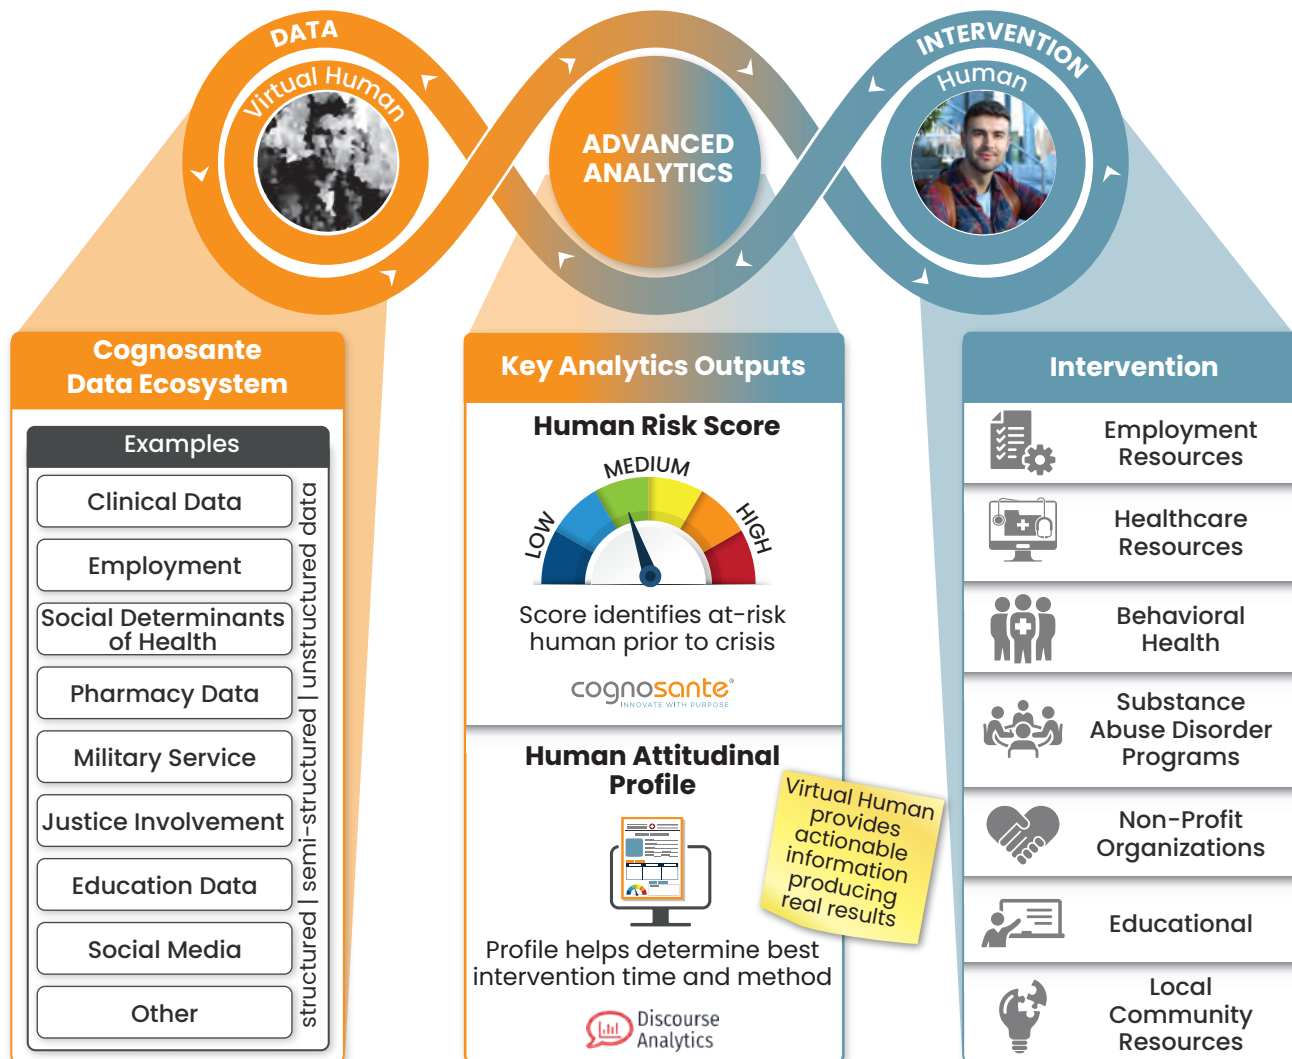 DATA
Virtual Human
ADVANCED
ANALYTICS
INTERVENTION
Human
Cognosante
Data Ecosystem
Examples
Clinical Data
Employment
Social Determinants
of Health
Pharmacy Data
Military Service
Justice Involvement
Education Data
Social Media
Other
structured | semi-structured | unstructured data
Key Analytics Outputs
Human Risk Score
LOW
MEDIUM
HIGH
Score identifies at-risk
human prior to crisis
cognosante®
INNOVATE WITH PURPOSE
Human Attitudinal
Profile
Profile helps determine best
intervention time and method
Discourse
Analytics
Virtual Human
provides
actionable
information
producing
real results
Intervention
Employment
Resources
Healthcare
Resources
Behavioral
Health
Substance
Abuse Disorder
Programs
Non-Profit
Organizations
Educational
Local
Community
Resources